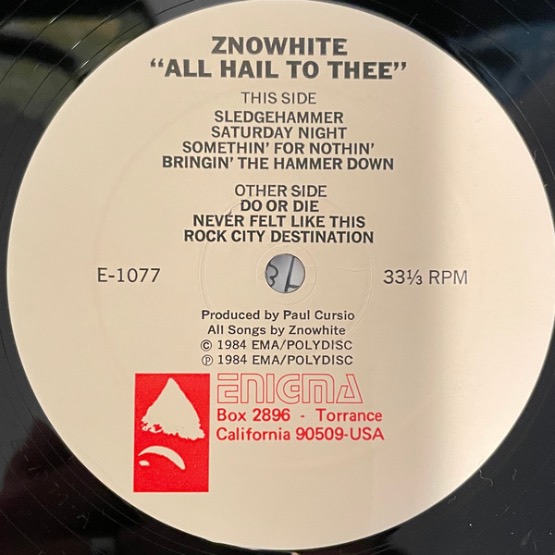 ZNOWHITE
“ALL HAIL TO THEE”
THIS SIDE
SLEDGEHAMMER
SATURDAY NIGHT
SOMETHIN’ FOR NOTHIN’
BRINGIN’ THE HAMMER DOWN
OTHER SIDE
DO OR DIE
NEVER FELT LIKE THIS
ROCK CITY DESTINATION
E-1077
33⅓ RPM
Produced by Paul Cursio
All Songs by Znowhite
© 1984 EMA/POLYDISC
℗ 1984 EMA/POLYDISC
ENIGMA
Box 2896 - Torrance
California 90509-USA